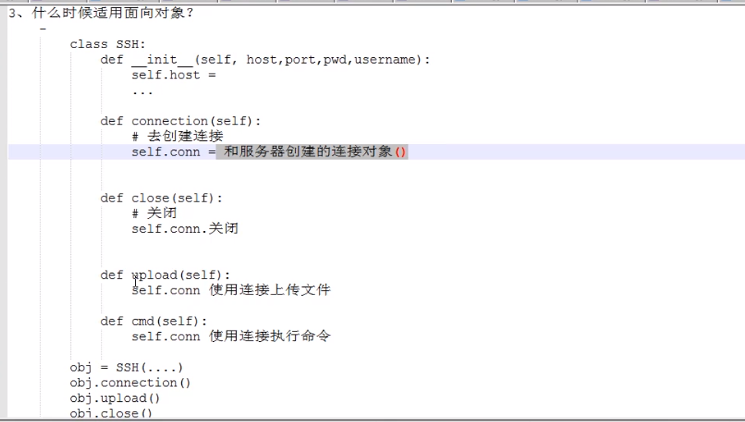 3、什么时候适用面向对象？
-
class SSH:
def __init__(self, host,port,pwd,username):
self.host =
...
def connection(self):
# 去创建连接
self.conn = 和服务器创建的连接对象()
def close(self):
# 关闭
self.conn.关闭
def upload(self):
self.conn 使用连接上传文件
def cmd(self):
self.conn 使用连接执行命令
obj = SSH(....)
obj.connection()
obj.upload()
obj.close()